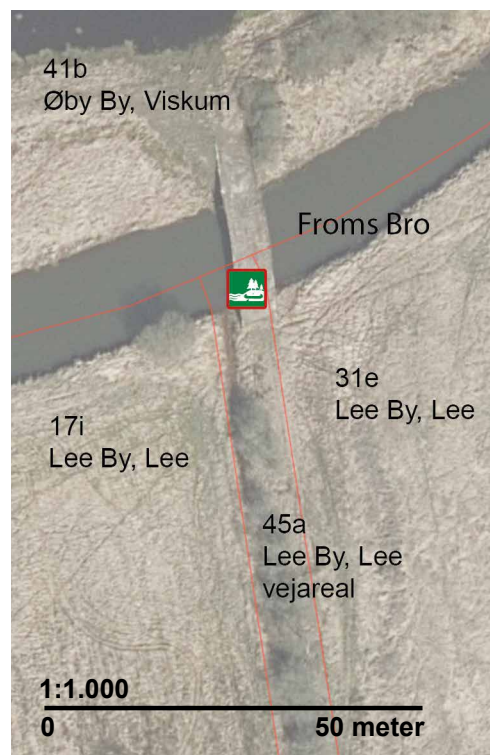 41b
Øby By, Viskum
Froms Bro
31e
Lee By, Lee
17i
Lee By, Lee
45a
Lee By, Lee
vejareal
1:1.000
0 50 meter